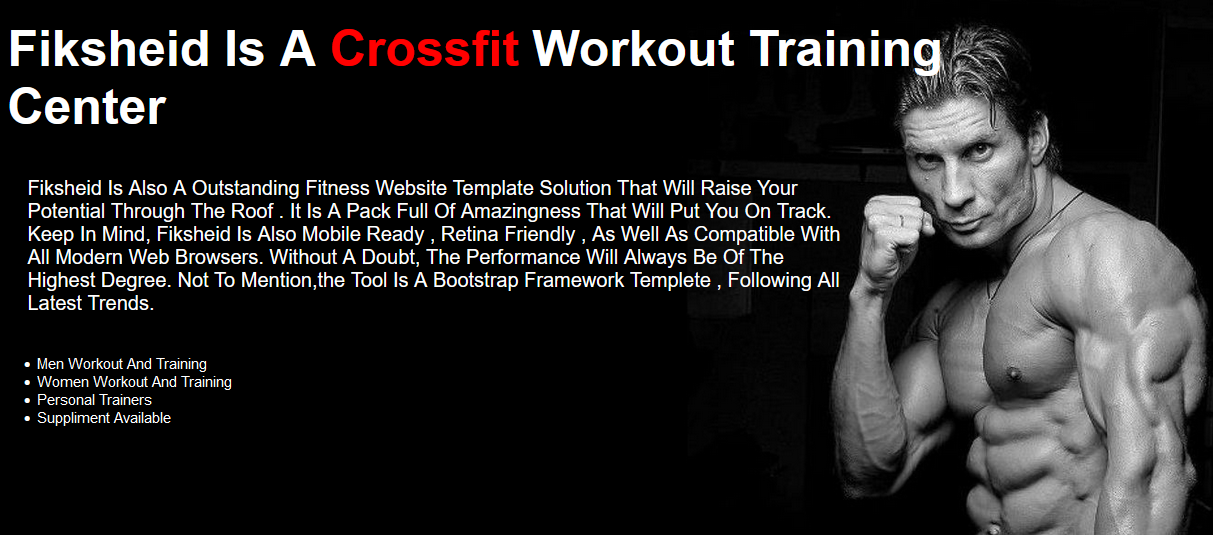 Fiksheid Is A Crossfit Workout Training
Center
Fiksheid Is Also A Outstanding Fitness Website Template Solution That Will Raise Your
Potential Through The Roof . It Is A Pack Full Of Amazingness That Will Put You On Track.
Keep In Mind, Fiksheid Is Also Mobile Ready , Retina Friendly , As Well As Compatible With
All Modern Web Browsers. Without A Doubt, The Performance Will Always Be Of The
Highest Degree. Not To Mention,the Tool Is A Bootstrap Framework Templete , Following All
Latest Trends.
• Men Workout And Training
• Women Workout And Training
• Personal Trainers
• Suppliment Available